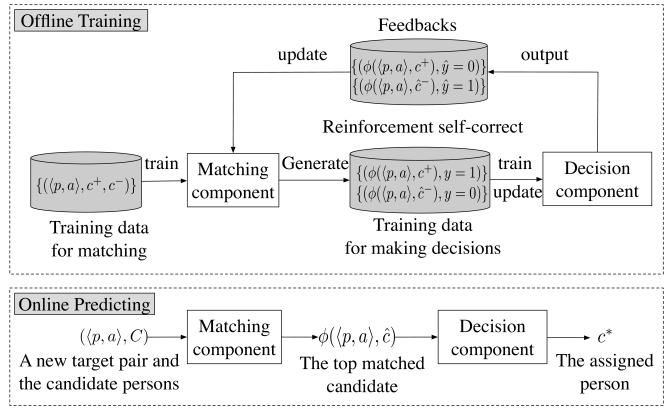 Offline Training
Feedbacks
update
{(ϕ(⟨p, a⟩, c⁺), ŷ = 0)}
{(ϕ(⟨p, a⟩, ĉ⁻), ŷ = 1)}
output
Reinforcement self-correct
{(⟨p, a⟩, c⁺, c⁻)}
train
Matching
component
Generate
{(ϕ(⟨p, a⟩, c⁺), y = 1)}
{(ϕ(⟨p, a⟩, ĉ⁻), y = 0)}
train
update
Decision
component
Training data
for matching
Training data
for making decisions
Online Predicting
(⟨p, a⟩, C)
Matching
component
ϕ(⟨p, a⟩, ĉ)
Decision
component
c*
A new target pair and
the candidate persons
The top matched
candidate
The assigned
person